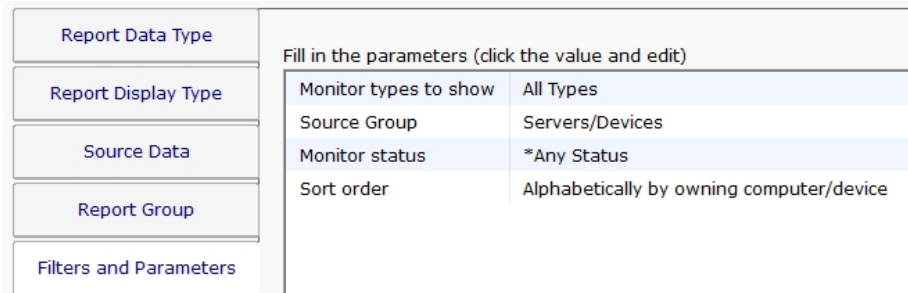 Report Data Type
Report Display Type
Source Data
Report Group
Filters and Parameters
Fill in the parameters (click the value and edit)
Monitor types to show All Types
Source Group Servers/Devices
Monitor status *Any Status
Sort order Alphabetically by owning computer/device